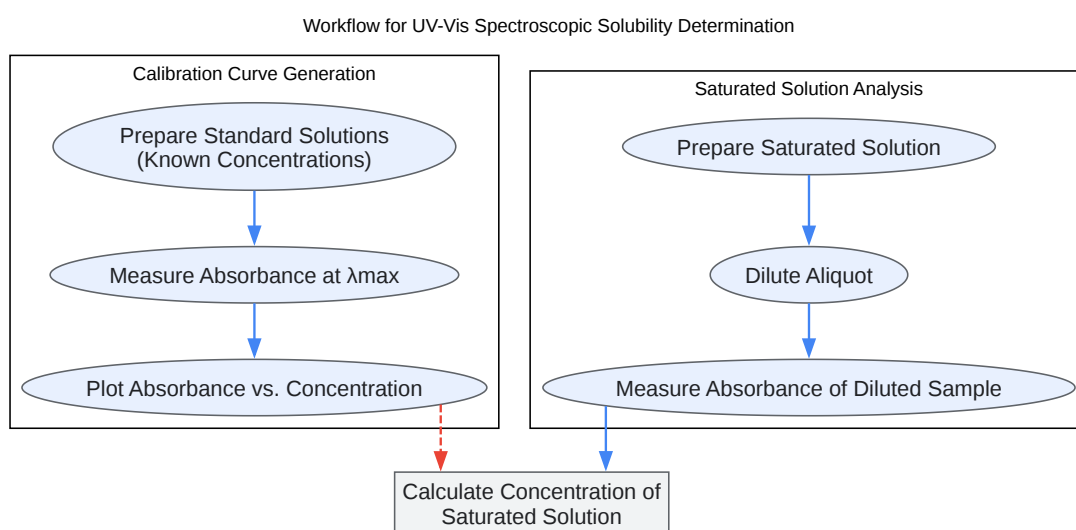 Workflow for UV-Vis Spectroscopic Solubility Determination
Calibration Curve Generation
Prepare Standard Solutions
(Known Concentrations)
Measure Absorbance at λmax
Plot Absorbance vs. Concentration
Saturated Solution Analysis
Prepare Saturated Solution
Dilute Aliquot
Measure Absorbance of Diluted Sample
Calculate Concentration of
Saturated Solution